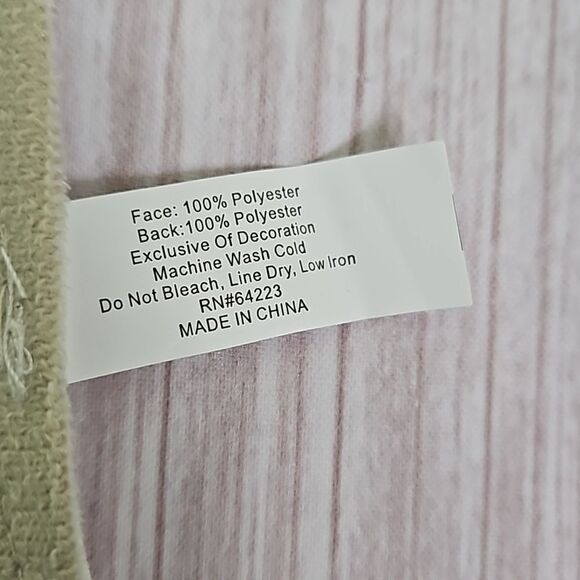 Face: 100% Polyester
Back:100% Polyester
Exclusive Of Decoration
Machine Wash Cold
Do Not Bleach, Line Dry, Low Iron
RN#64223
MADE IN CHINA